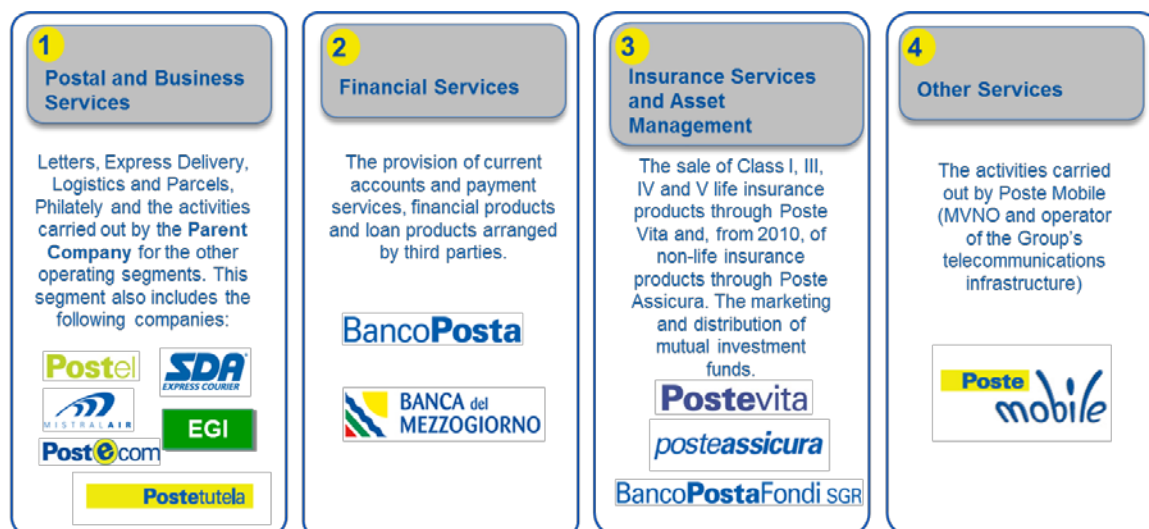 1
Postal and Business
Services
Letters, Express Delivery,
Logistics and Parcels,
Philately and the activities
carried out by the Parent
Company for the other
operating segments. This
segment also includes the
following companies:
Postel
SDA
EXPRESS COURIER
MISTRALAIR
EGI
Postecom
Postetutela
2
Financial Services
The provision of current
accounts and payment
services, financial products
and loan products arranged
by third parties.
BancoPosta
BANCA del
MEZZOGIORNO
3
Insurance Services
and Asset
Management
The sale of Class I, III,
IV and V life insurance
products through Poste
Vita and, from 2010, of
non-life insurance
products through Poste
Assicura. The marketing
and distribution of
mutual investment
funds.
Postevita
posteassicura
BancoPostaFondi SGR
4
Other Services
The activities carried
out by Poste Mobile
(MVNO and operator
of the Group's
telecommunications
infrastructure)
Poste
mobile